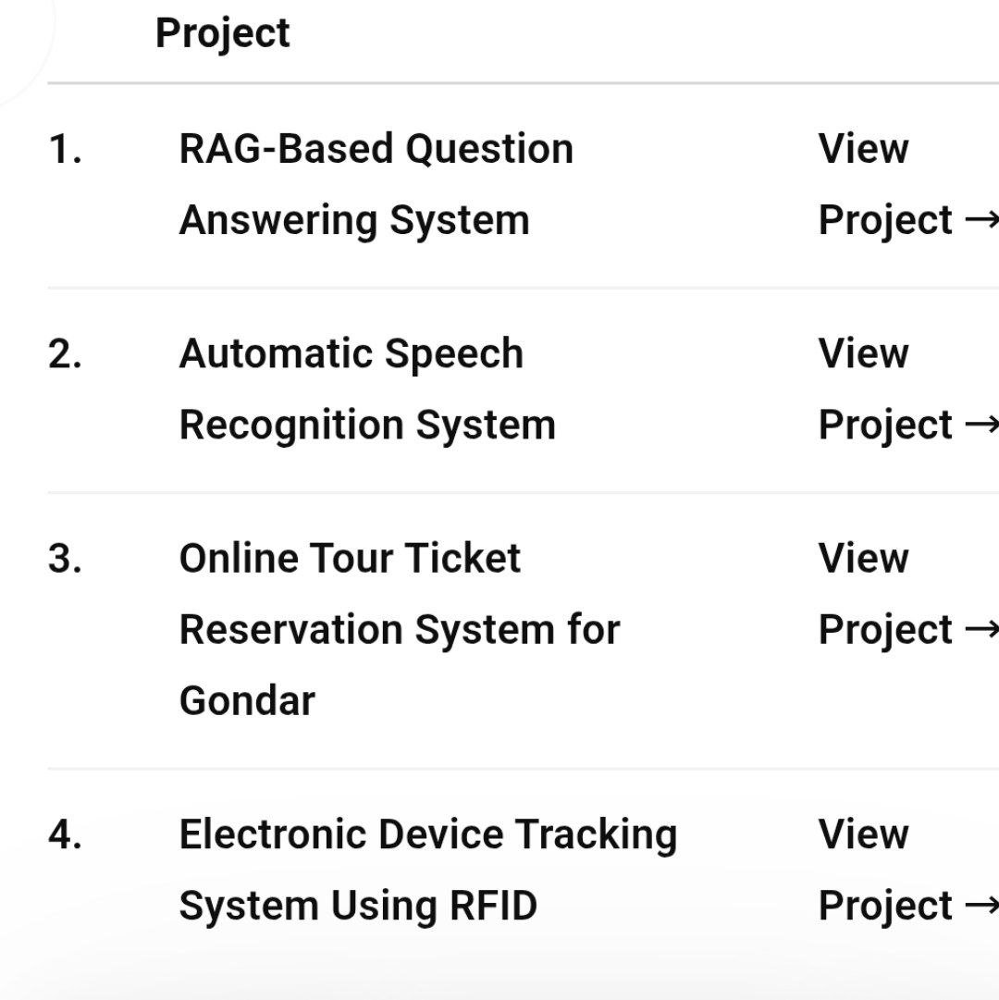 Project
1. RAG-Based Question View
Answering System Project →
2. Automatic Speech View
Recognition System Project →
3. Online Tour Ticket View
Reservation System for Project →
Gondar
4. Electronic Device Tracking View
System Using RFID Project →